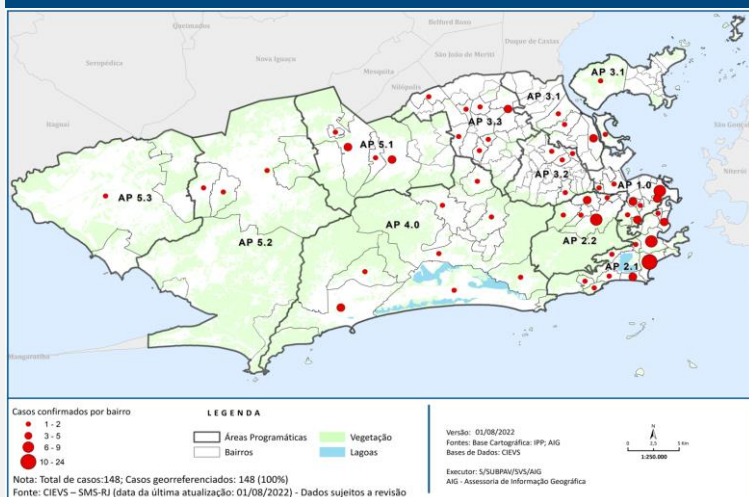 Queimados
Belford Roxo
Duque de Caxias
Seropédica
Nova Iguaçu
São João de Meriti
Mesquita
Nilópolis
AP 3.1
AP 3.1
Itaguaí
AP 3.3
São Gonçalo
AP 5.1
AP 3.2
Niterói
AP 5.3
AP 1.0
AP 4.0
AP 5.2
AP 2.2
AP 2.1
Mangaratiba
Casos confirmados por bairro
1 - 2
3 - 5
6 - 9
10 - 24
LEGENDA
Áreas Programáticas
Vegetação
Bairros
Lagoas
Versão: 01/08/2022
Fontes: Base Cartográfica: IPP; AIG
Bases de Dados: CIEVS
Executor: S/SUBPAV/SVS/AIG
AIG - Assessoria de Informação Geográfica
N
0
5 Km
1:250.000
Nota: Total de casos:148; Casos georreferenciados: 148 (100%)
Fonte: CIEVS – SMS-RJ (data da última atualização: 01/08/2022) - Dados sujeitos a revisão